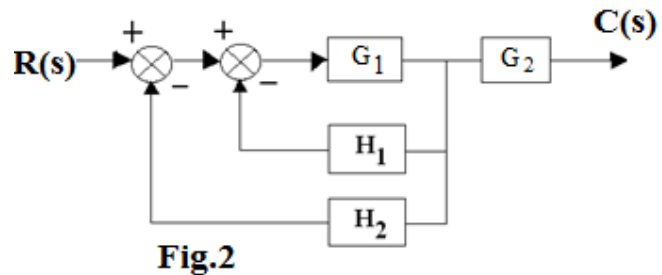 C(s)
+ +
R(s) G₁ G₂
− −
H₁
H₂
Fig.2